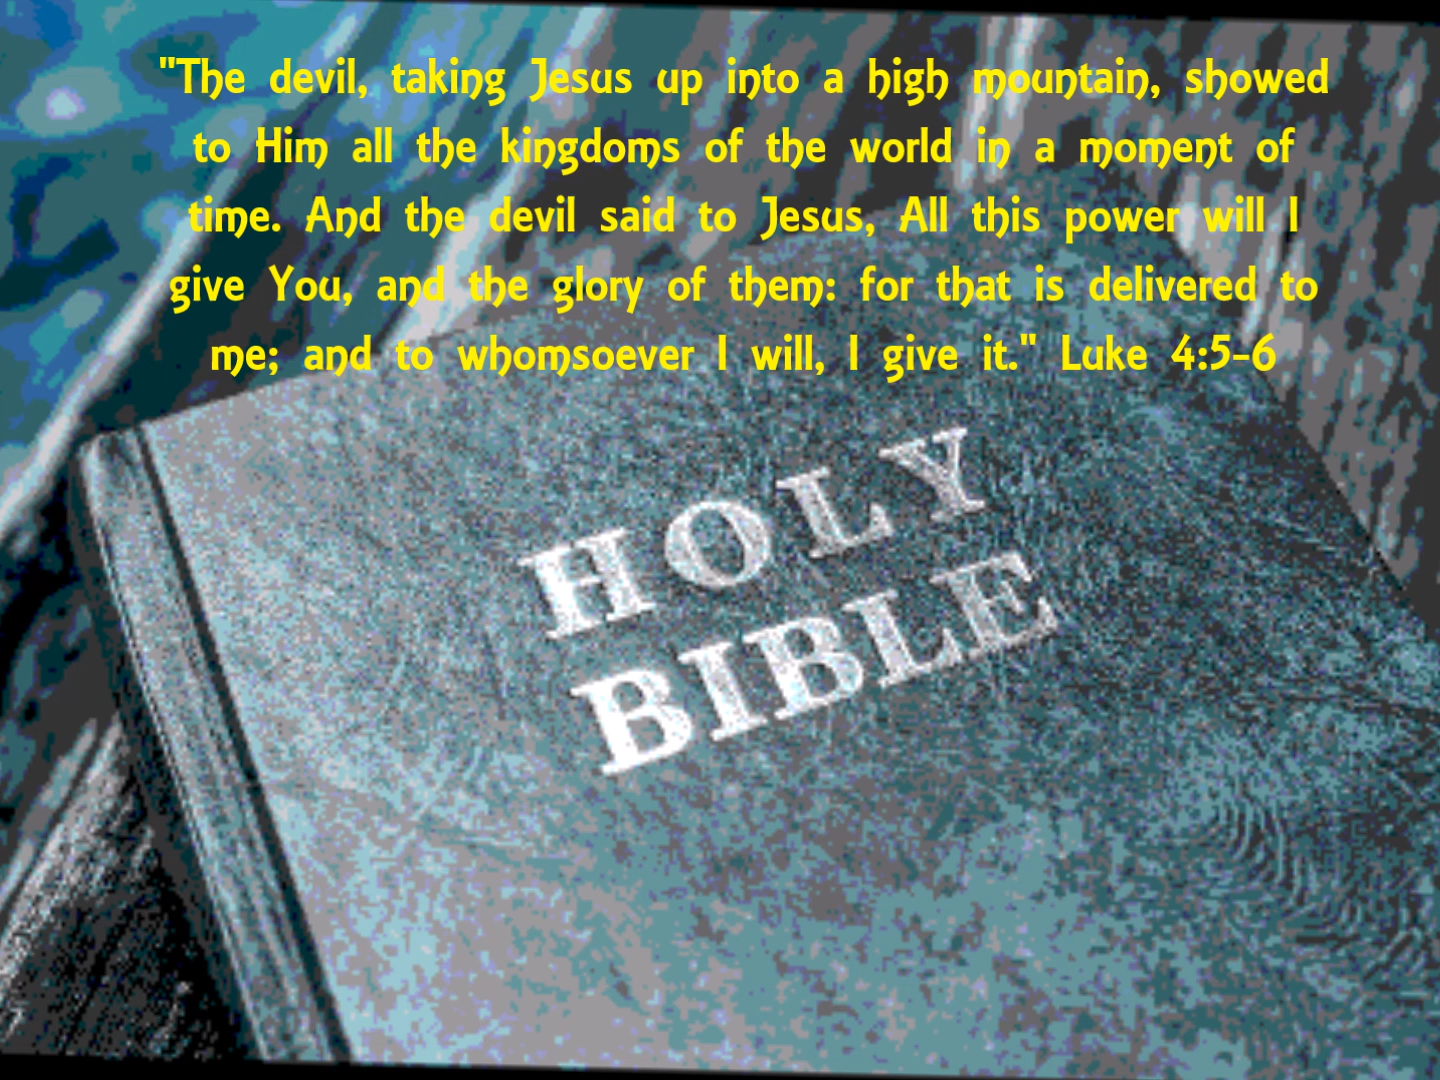 "The devil, taking Jesus up into a high mountain, showed
to Him all the kingdoms of the world in a moment of
time. And the devil said to Jesus, All this power will I
give You, and the glory of them: for that is delivered to
me; and to whomsoever I will, I give it." Luke 4:5-6
HOLY
BIBLE